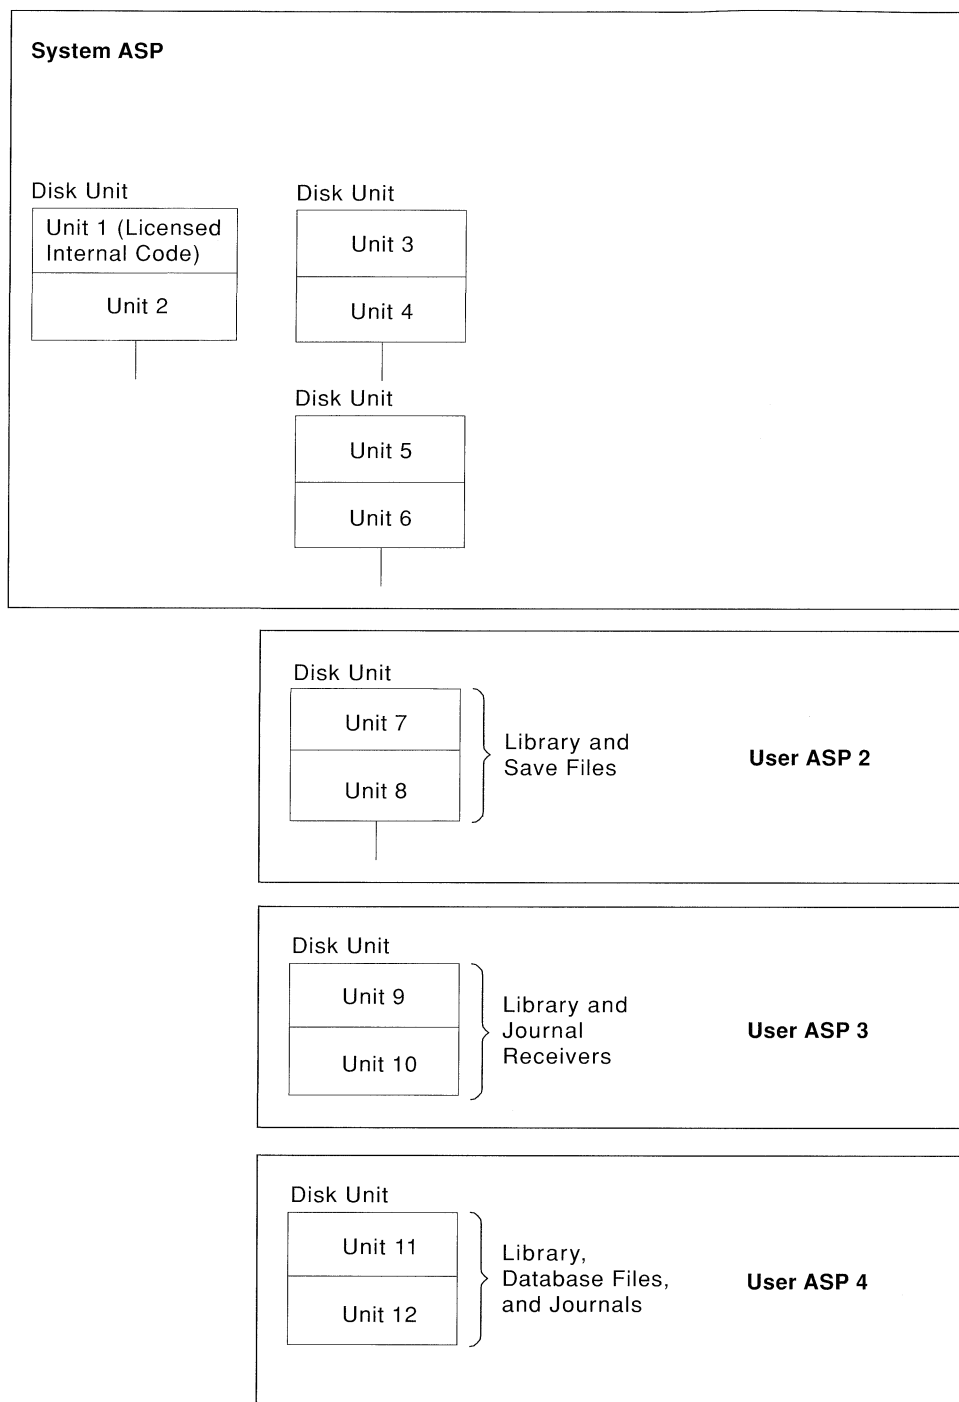 System ASP
Disk Unit
Unit 1 (Licensed
Internal Code)
Unit 2
Disk Unit
Unit 3
Unit 4
Disk Unit
Unit 5
Unit 6
Disk Unit
Unit 7
Unit 8
Library and
Save Files
User ASP 2
Disk Unit
Unit 9
Unit 10
Library and
Journal
Receivers
User ASP 3
Disk Unit
Unit 11
Unit 12
Library,
Database Files,
and Journals
User ASP 4